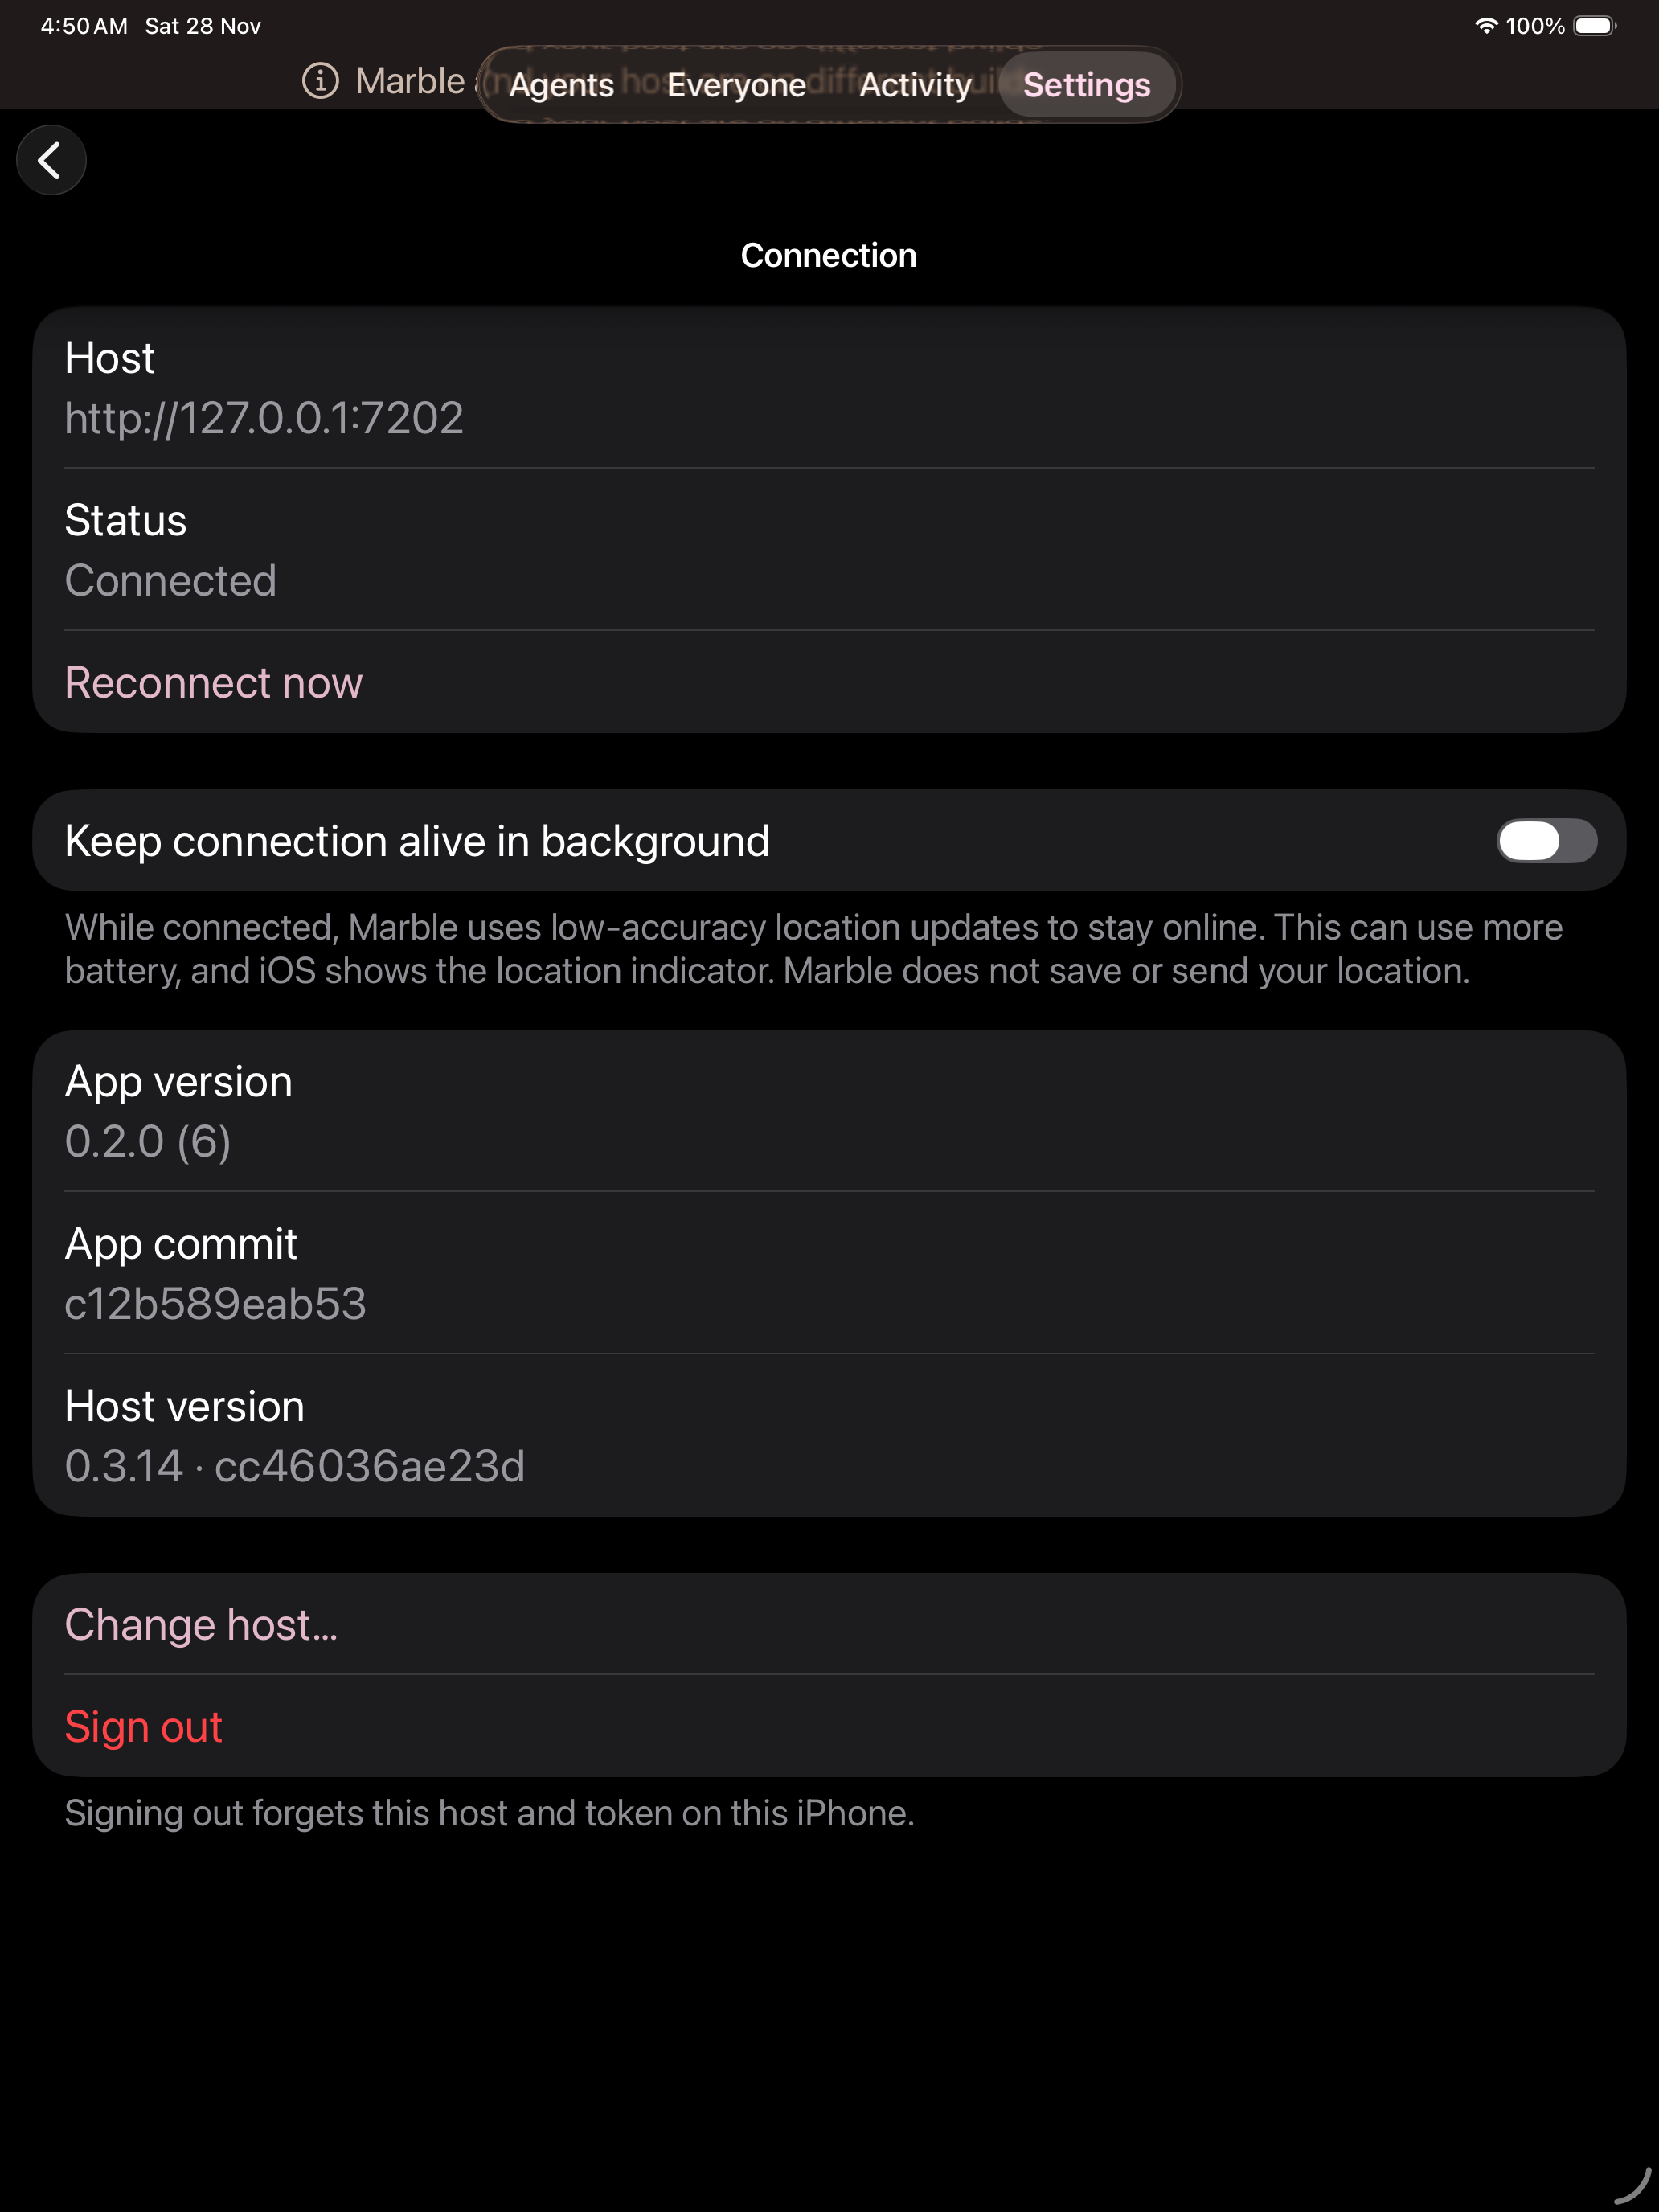 4:50 AM Sat 28 Nov
100%
Marble
Agents Everyone Activity Settings
Connection
Host
http://127.0.0.1:7202
Status
Connected
Reconnect now
Keep connection alive in background
While connected, Marble uses low-accuracy location updates to stay online. This can use more
battery, and iOS shows the location indicator. Marble does not save or send your location.
App version
0.2.0 (6)
App commit
c12b589eab53
Host version
0.3.14 · cc46036ae23d
Change host...
Sign out
Signing out forgets this host and token on this iPhone.